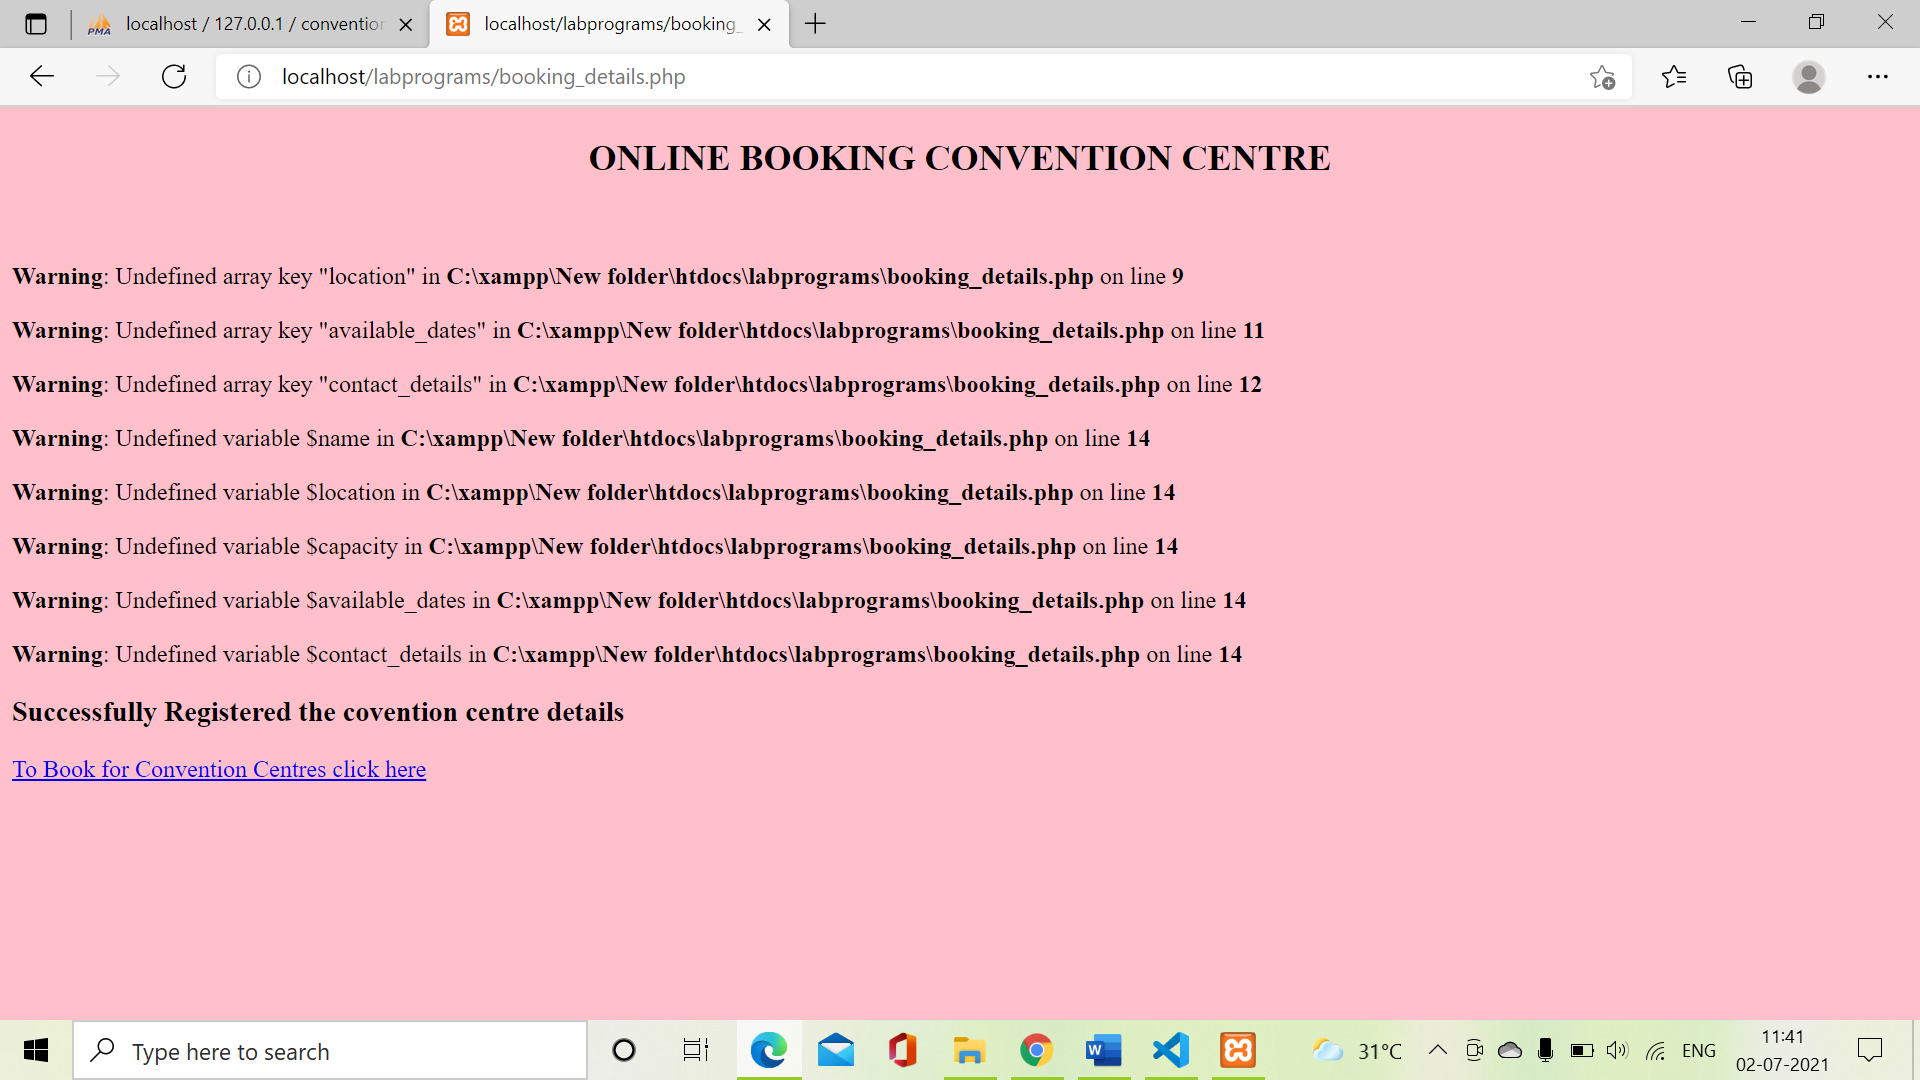 localhost / 127.0.0.1 / convention
localhost/labprograms/booking_
localhost/labprograms/booking_details.php
ONLINE BOOKING CONVENTION CENTRE
Warning: Undefined array key "location" in C:\xampp\New folder\htdocs\labprograms\booking_details.php on line 9
Warning: Undefined array key "available_dates" in C:\xampp\New folder\htdocs\labprograms\booking_details.php on line 11
Warning: Undefined array key "contact_details" in C:\xampp\New folder\htdocs\labprograms\booking_details.php on line 12
Warning: Undefined variable $name in C:\xampp\New folder\htdocs\labprograms\booking_details.php on line 14
Warning: Undefined variable $location in C:\xampp\New folder\htdocs\labprograms\booking_details.php on line 14
Warning: Undefined variable $capacity in C:\xampp\New folder\htdocs\labprograms\booking_details.php on line 14
Warning: Undefined variable $available_dates in C:\xampp\New folder\htdocs\labprograms\booking_details.php on line 14
Warning: Undefined variable $contact_details in C:\xampp\New folder\htdocs\labprograms\booking_details.php on line 14
Successfully Registered the covention centre details
To Book for Convention Centres click here
Type here to search
31°C
ENG
11:41
02-07-2021